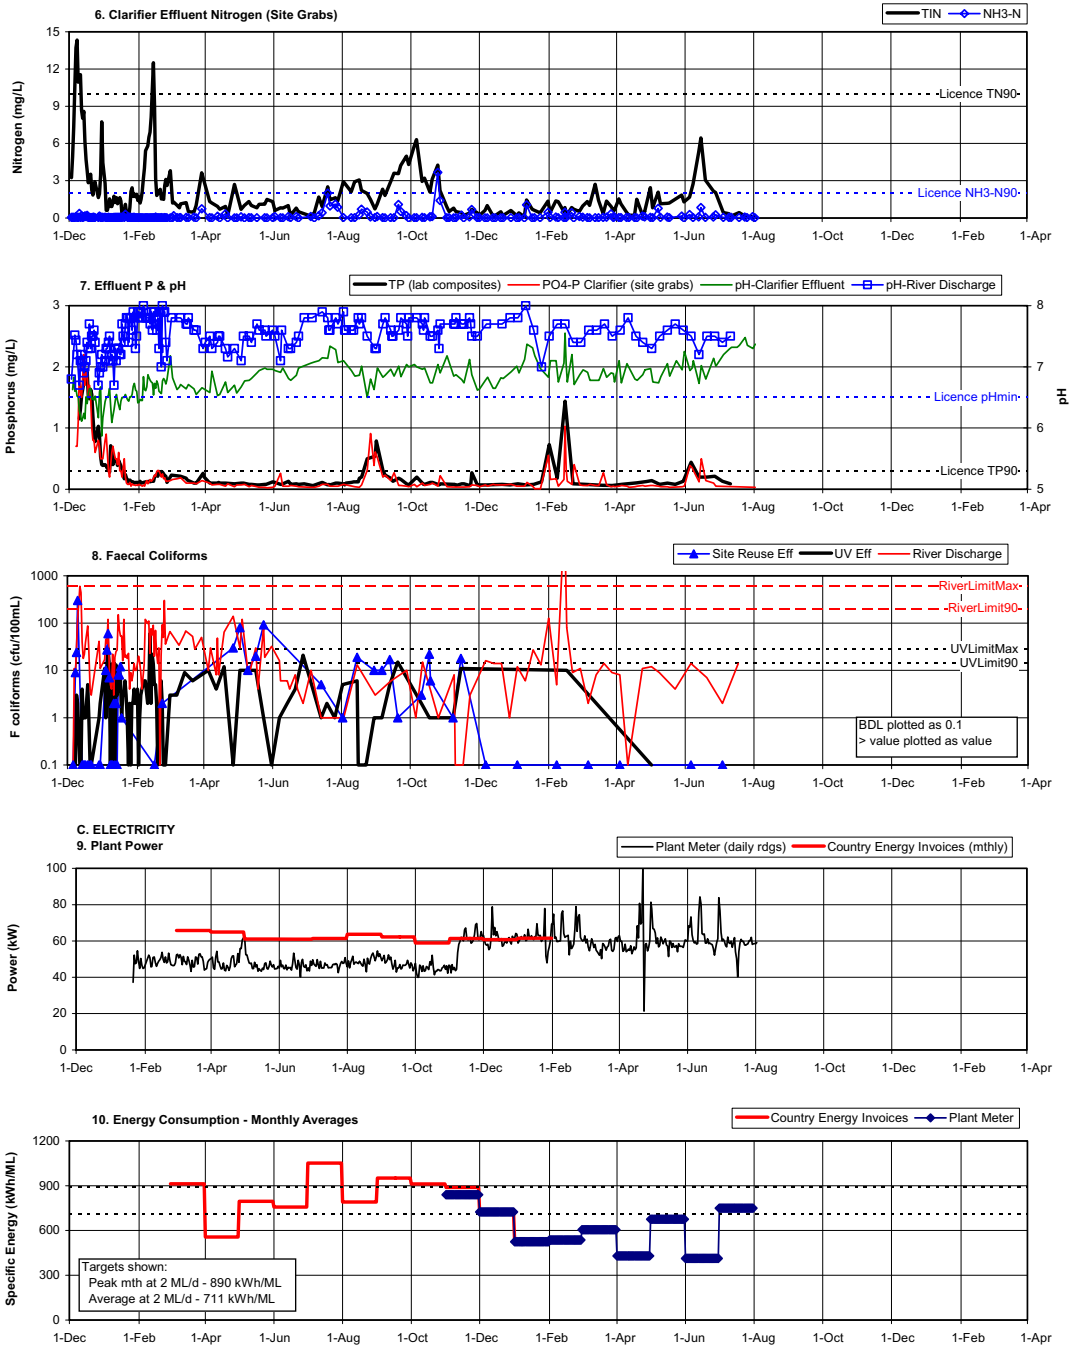 6. Clarifier Effluent Nitrogen (Site Grabs)
TIN NH3-N
15
12
9
6
3
0
Nitrogen (mg/L)
Licence TN90
Licence NH3-N90
1-Dec 1-Feb 1-Apr 1-Jun 1-Aug 1-Oct 1-Dec 1-Feb 1-Apr 1-Jun 1-Aug 1-Oct 1-Dec 1-Feb 1-Apr
7. Effluent P & pH
TP (lab composites) PO4-P Clarifier (site grabs) pH-Clarifier Effluent pH-River Discharge
3
2
1
0
Phosphorus (mg/L)
8
7
6
5
pH
Licence pHmin
Licence TP90
1-Dec 1-Feb 1-Apr 1-Jun 1-Aug 1-Oct 1-Dec 1-Feb 1-Apr 1-Jun 1-Aug 1-Oct 1-Dec 1-Feb 1-Apr
8. Faecal Coliforms
Site Reuse Eff UV Eff River Discharge
1000
100
10
1
0.1
F coliforms (cfu/100mL)
RiverLimitMax
RiverLimit90
UVLimitMax
UVLimit90
BDL plotted as 0.1
> value plotted as value
1-Dec 1-Feb 1-Apr 1-Jun 1-Aug 1-Oct 1-Dec 1-Feb 1-Apr 1-Jun 1-Aug 1-Oct 1-Dec 1-Feb 1-Apr
C. ELECTRICITY
9. Plant Power
Plant Meter (daily rdgs) Country Energy Invoices (mthly)
100
80
60
40
20
0
Power (kW)
1-Dec 1-Feb 1-Apr 1-Jun 1-Aug 1-Oct 1-Dec 1-Feb 1-Apr 1-Jun 1-Aug 1-Oct 1-Dec 1-Feb 1-Apr
10. Energy Consumption - Monthly Averages
Country Energy Invoices Plant Meter
1200
900
600
300
0
Specific Energy (kWh/ML)
Targets shown:
Peak mth at 2 ML/d - 890 kWh/ML
Average at 2 ML/d - 711 kWh/ML
1-Dec 1-Feb 1-Apr 1-Jun 1-Aug 1-Oct 1-Dec 1-Feb 1-Apr 1-Jun 1-Aug 1-Oct 1-Dec 1-Feb 1-Apr